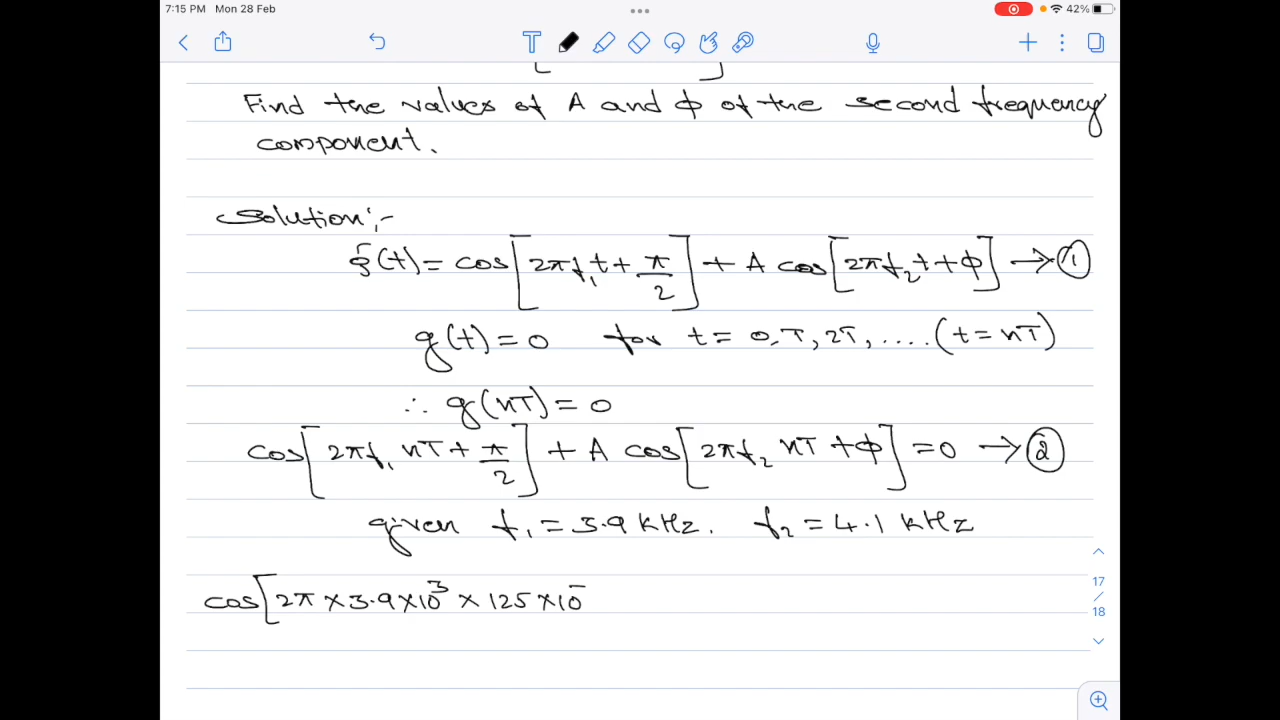 7:15 PM Mon 28 Feb
42%
Find the values of A and ϕ of the second frequency
component.
Solution:-
g(t) = cos[2πf₁t + π/2] + A cos[2πf₂t + ϕ] → ①
g(t) = 0 for t = 0, T, 2T, .... (t = nT)
∴ g(nT) = 0
cos[2πf₁ nT + π/2] + A cos[2πf₂ nT + ϕ] = 0 → ②
given f₁ = 3.9 kHz. f₂ = 4.1 kHz
cos[2π × 3.9 × 10³ × 125 × 10⁻
17
/
18